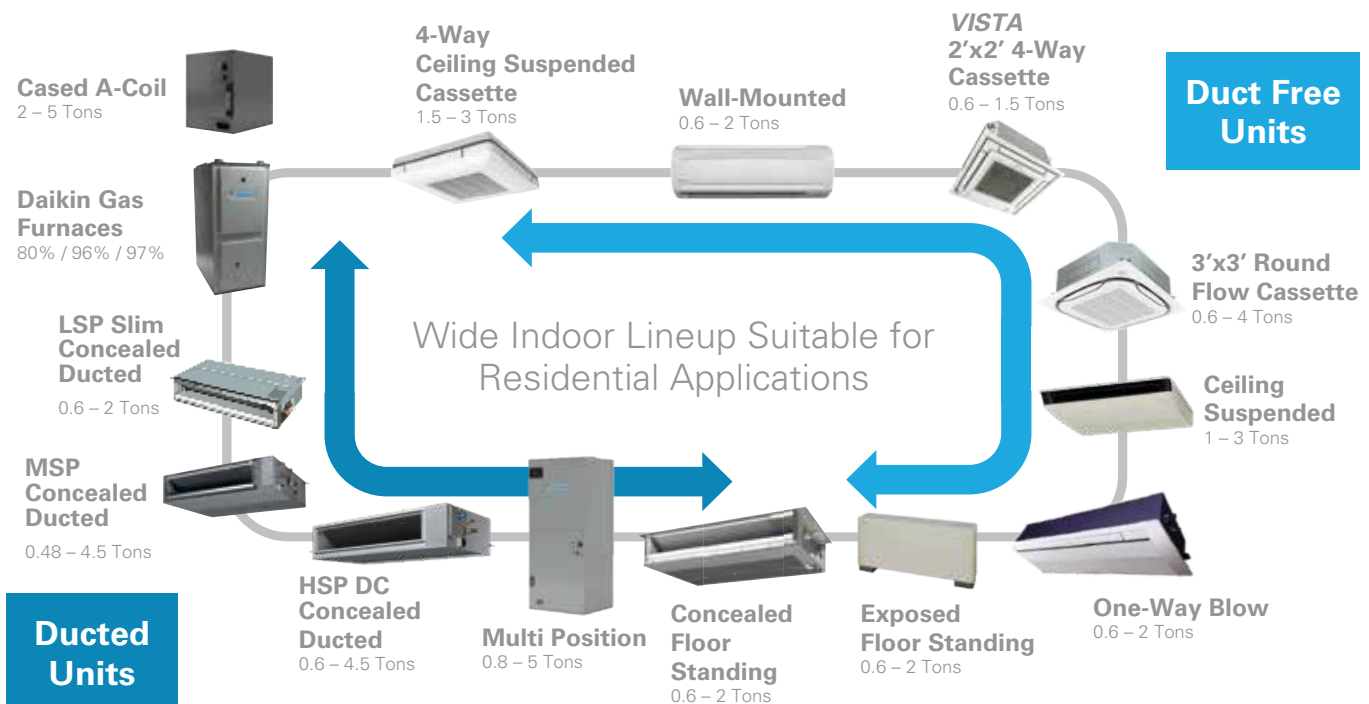 4-Way
Ceiling Suspended
Cassette
1.5 – 3 Tons
VISTA
2’x2’ 4-Way
Cassette
0.6 – 1.5 Tons
Cased A-Coil
2 – 5 Tons
Wall-Mounted
0.6 – 2 Tons
Duct Free
Units
Daikin Gas
Furnaces
80% / 96% / 97%
3’x3’ Round
Flow Cassette
0.6 – 4 Tons
LSP Slim
Concealed
Ducted
0.6 – 2 Tons
Wide Indoor Lineup Suitable for
Residential Applications
Ceiling
Suspended
1 – 3 Tons
MSP
Concealed
Ducted
0.48 – 4.5 Tons
HSP DC
Concealed
Ducted
0.6 – 4.5 Tons
Multi Position
0.8 – 5 Tons
Concealed
Floor
Standing
0.6 – 2 Tons
Exposed
Floor Standing
0.6 – 2 Tons
One-Way Blow
0.6 – 2 Tons
Ducted
Units